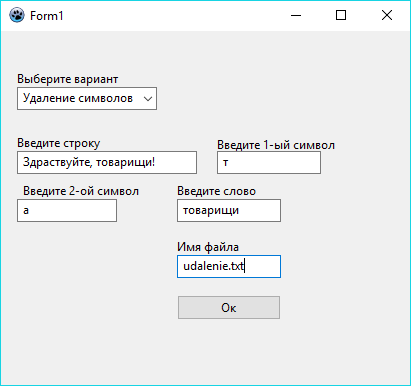 Form1
Выберите вариант
Удаление символов
Введите строку
Введите 1-ый символ
Здраствуйте, товарищи!
т
Введите 2-ой символ
Введите слово
а
товарищи
Имя файла
udalenie.txt
Ок